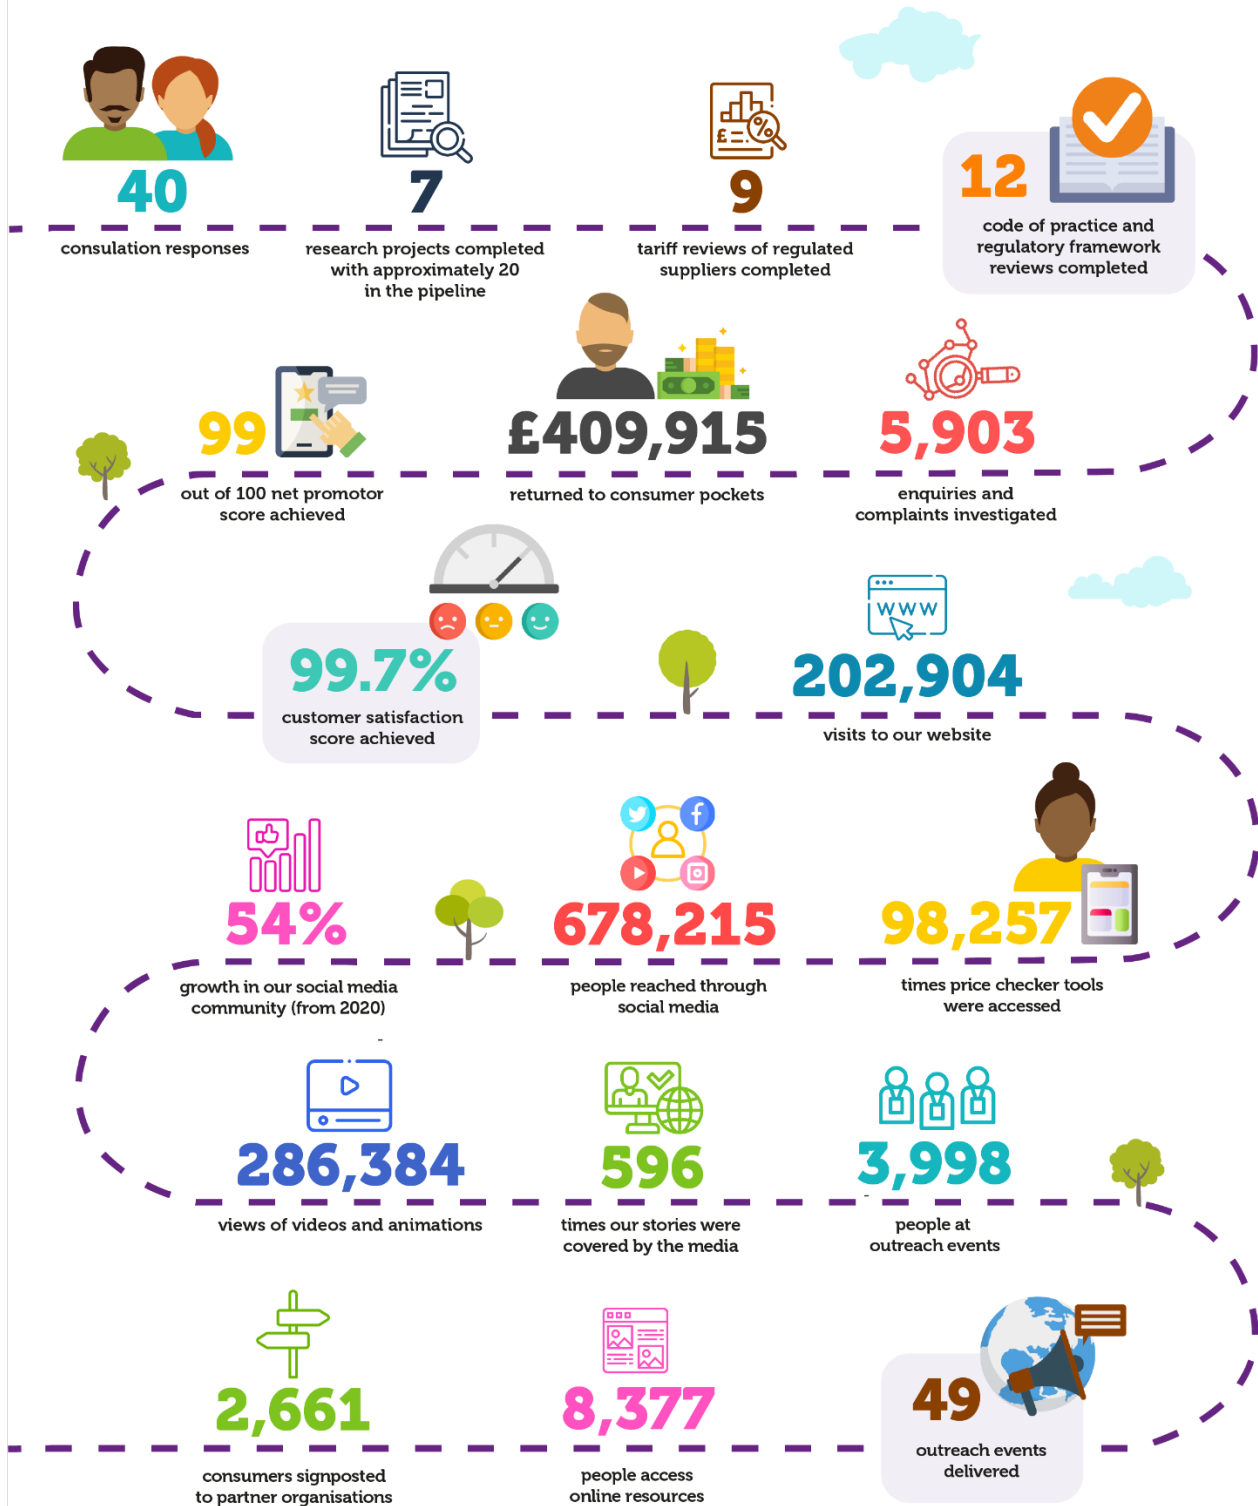 40
consulation responses
7
research projects completed
with approximately 20
in the pipeline
£
%
9
tariff reviews of regulated
suppliers completed
12
code of practice and
regulatory framework
reviews completed
99
out of 100 net promotor
score achieved
£409,915
returned to consumer pockets
5,903
enquiries and
complaints investigated
99.7%
customer satisfaction
score achieved
WWW
202,904
visits to our website
54%
growth in our social media
community (from 2020)
f
678,215
people reached through
social media
98,257
times price checker tools
were accessed
286,384
views of videos and animations
596
times our stories were
covered by the media
3,998
people at
outreach events
2,661
consumers signposted
to partner organisations
8,377
people access
online resources
49
outreach events
delivered